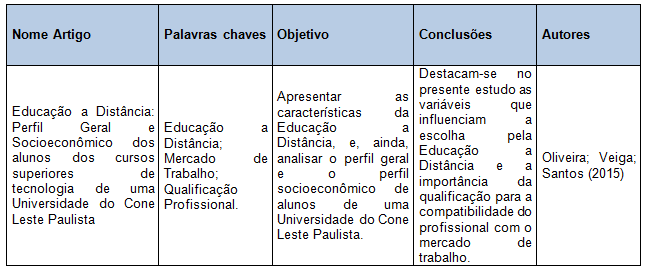 Nome Artigo
Palavras chaves
Objetivo
Conclusões
Autores
Educação a Distância:
Perfil Geral e
Socioeconômico dos
alunos dos cursos
superiores de
tecnologia de uma
Universidade do Cone
Leste Paulista
Educação a
Distância;
Mercado de
Trabalho;
Qualificação
Profissional.
Apresentar as
características da
Educação a
Distância, e, ainda,
analisar o perfil geral
e o perfil
socioeconômico de
alunos de uma
Universidade do Cone
Leste Paulista.
Destacam-se no
presente estudo as
variáveis que
influenciam a
escolha pela
Educação a
Distância e a
importância da
qualificação para a
compatibilidade do
profissional com o
mercado de
trabalho.
Oliveira; Veiga;
Santos (2015)